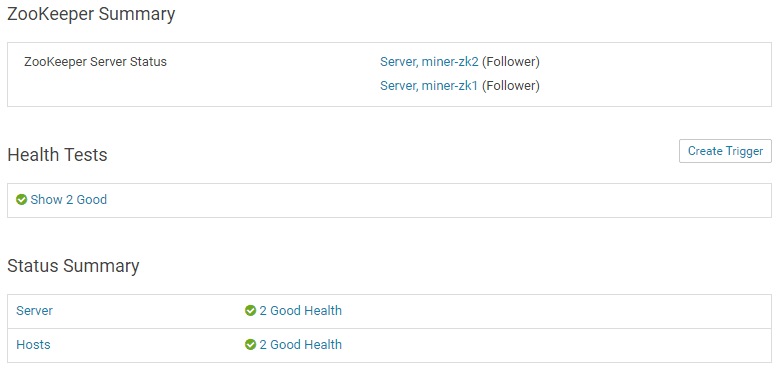 ZooKeeper Summary
ZooKeeper Server Status
Server, miner-zk2 (Follower)
Server, miner-zk1 (Follower)
Health Tests
Create Trigger
Show 2 Good
Status Summary
Server 2 Good Health
Hosts 2 Good Health